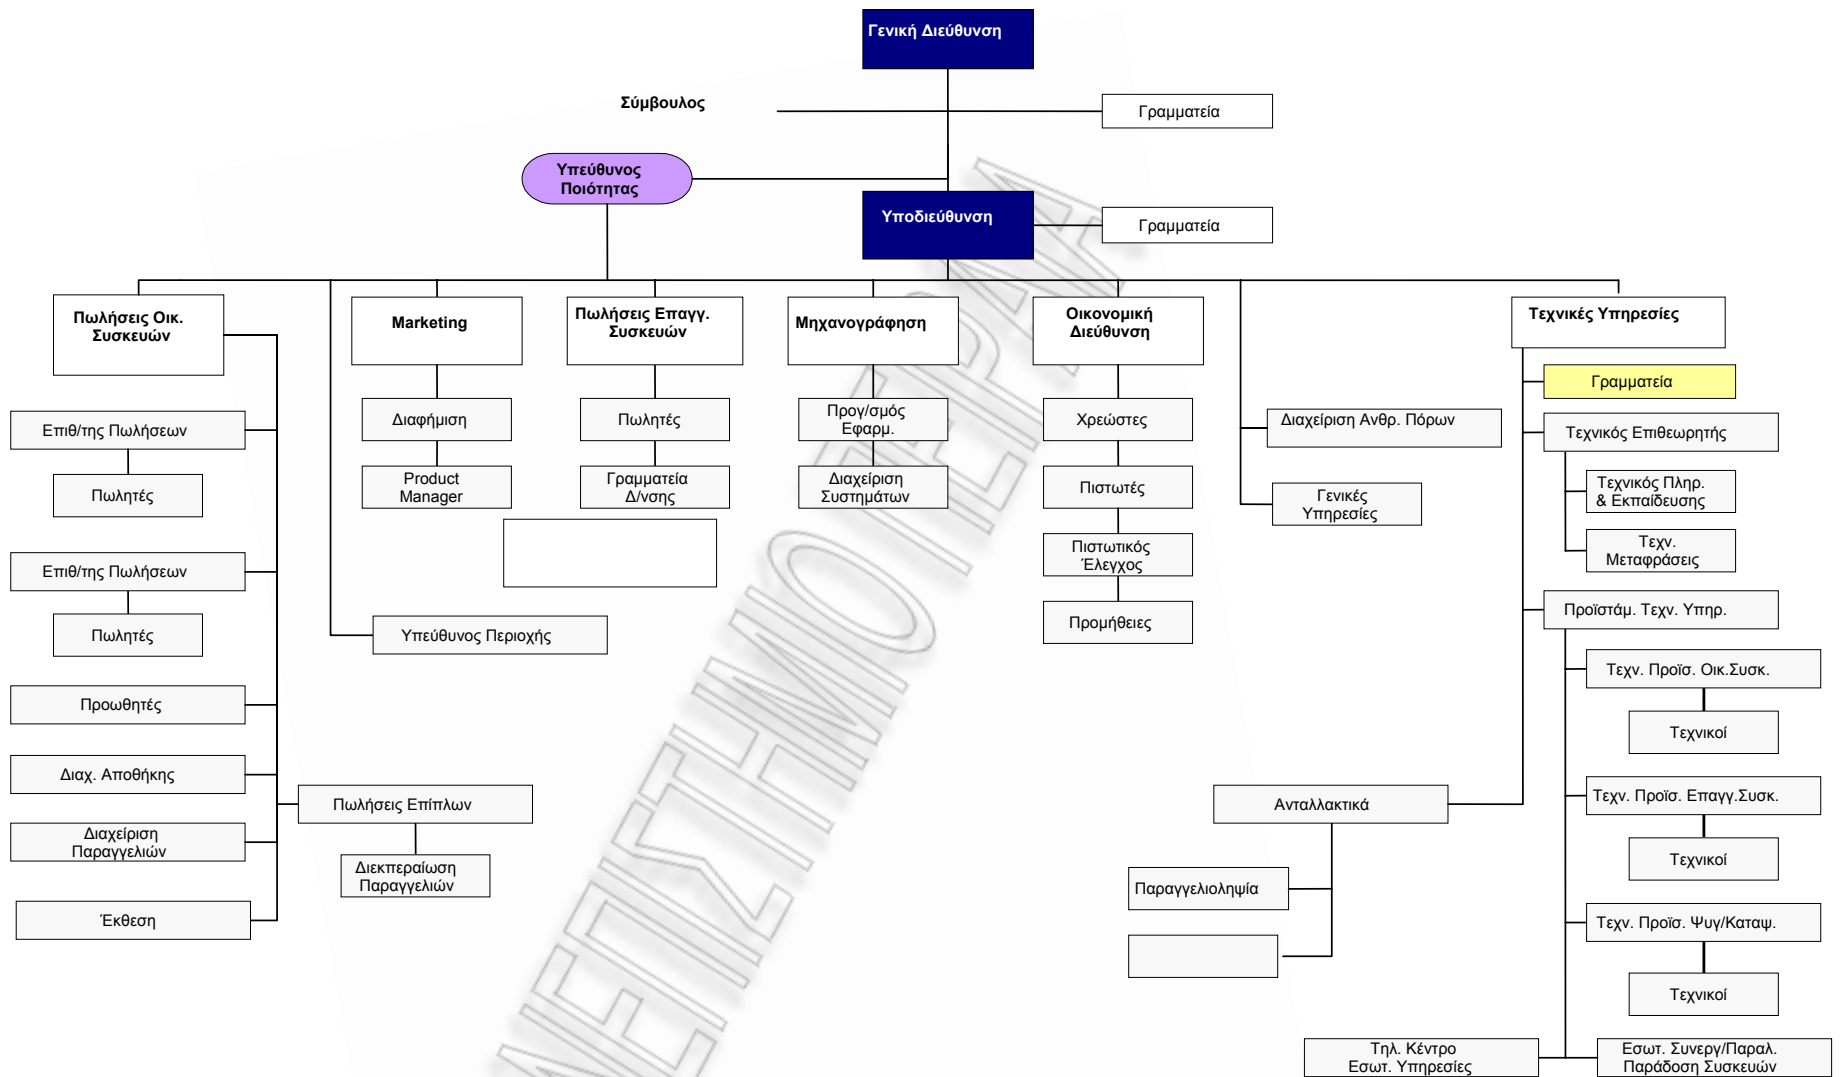 Γενική Διεύθυνση
Σύμβουλος
Γραμματεία
Υπεύθυνος
Ποιότητας
Υποδιεύθυνση
Γραμματεία
Πωλήσεις Οικ.
Συσκευών
Marketing
Πωλήσεις Επαγγ.
Συσκευών
Μηχανογράφηση
Οικονομική
Διεύθυνση
Τεχνικές Υπηρεσίες
Επιθ/της Πωλήσεων
Πωλητές
Επιθ/της Πωλήσεων
Πωλητές
Προωθητές
Διαχ. Αποθήκης
Διαχείριση
Παραγγελιών
Έκθεση
Πωλήσεις Επίπλων
Διεκπεραίωση
Παραγγελιών
Υπεύθυνος Περιοχής
Διαφήμιση
Product
Manager
Πωλητές
Γραμματεία
Δ/νσης
Προγ/σμός
Εφαρμ.
Διαχείριση
Συστημάτων
Χρεώστες
Πιστωτές
Πιστωτικός
Έλεγχος
Προμήθειες
Διαχείριση Ανθρ. Πόρων
Γενικές
Υπηρεσίες
Γραμματεία
Τεχνικός Επιθεωρητής
Τεχνικός Πληρ.
& Εκπαίδευσης
Τεχν.
Μεταφράσεις
Προϊστάμ. Τεχν. Υπηρ.
Τεχν. Προϊσ. Οικ.Συσκ.
Τεχνικοί
Τεχν. Προϊσ. Επαγγ.Συσκ.
Τεχνικοί
Τεχν. Προϊσ. Ψυγ/Καταψ.
Τεχνικοί
Ανταλλακτικά
Παραγγελιοληψία
Τηλ. Κέντρο
Εσωτ. Υπηρεσίες
Εσωτ. Συνεργ/Παραλ.
Παράδοση Συσκευών
ΝΕΠΙΣΤΗΜΙΟ ΠΕΙΡΑΙΑ